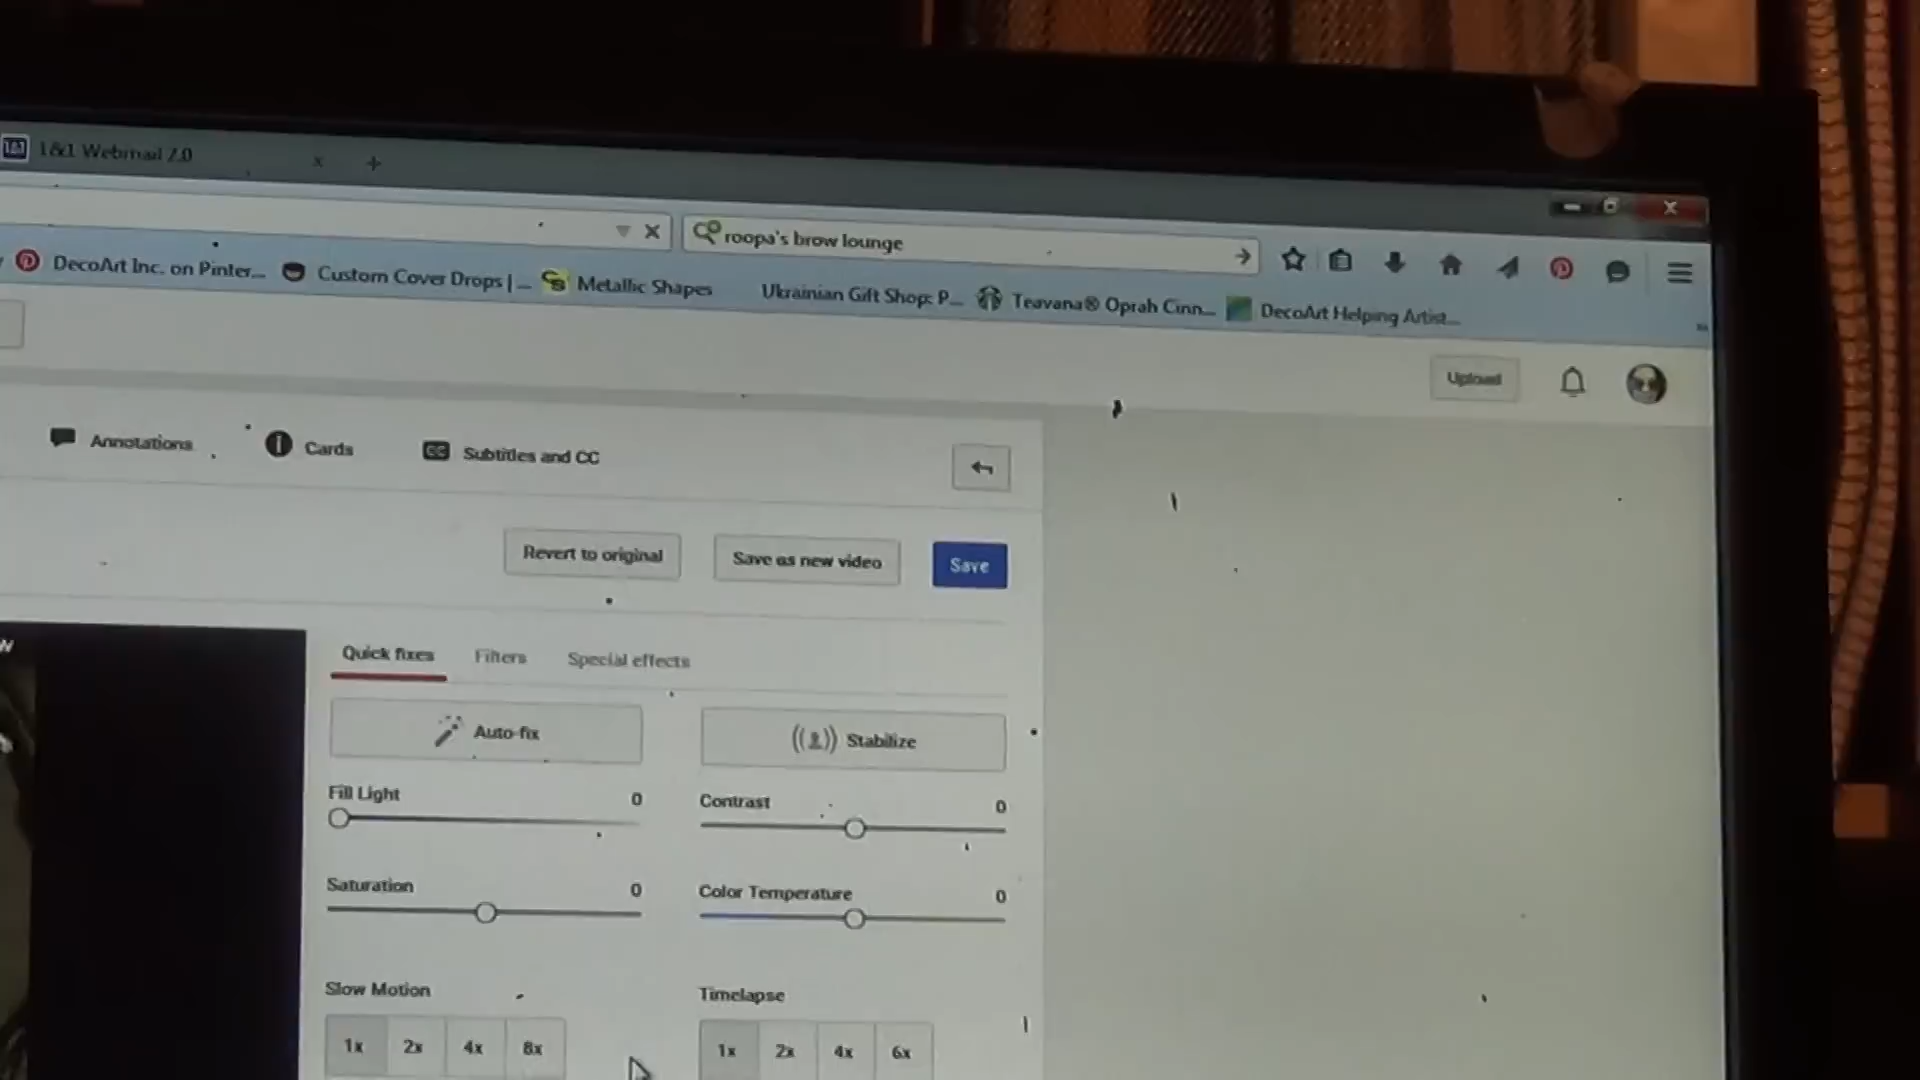 1&1 Webmail 7.0
roopa's brow lounge
DecoArt Inc. on Pinter... Custom Cover Drops | ... Metallic Shapes Ukrainian Gift Shop: P... Teavana® Oprah Cinn... DecoArt Helping Artist...
Upload
Annotations Cards CC Subtitles and CC
Revert to original Save as new video Save
Quick fixes Filters Special effects
Auto-fix Stabilize
Fill Light 0 Contrast 0
Saturation 0 Color Temperature 0
Slow Motion Timelapse
1x 2x 4x 8x 1x 2x 4x 6x